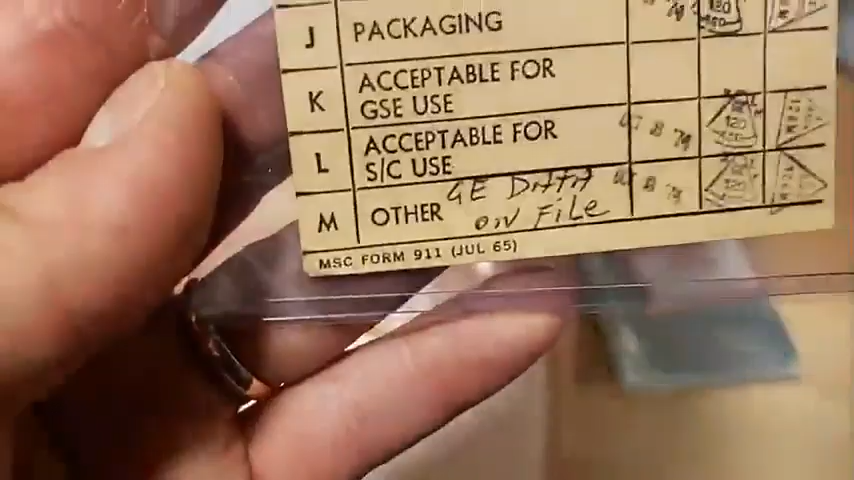 J PACKAGING
K ACCEPTABLE FOR
GSE USE
L ACCEPTABLE FOR
S/C USE
M OTHER GE DATA
ON FILE
MSC FORM 911 (JUL 65)